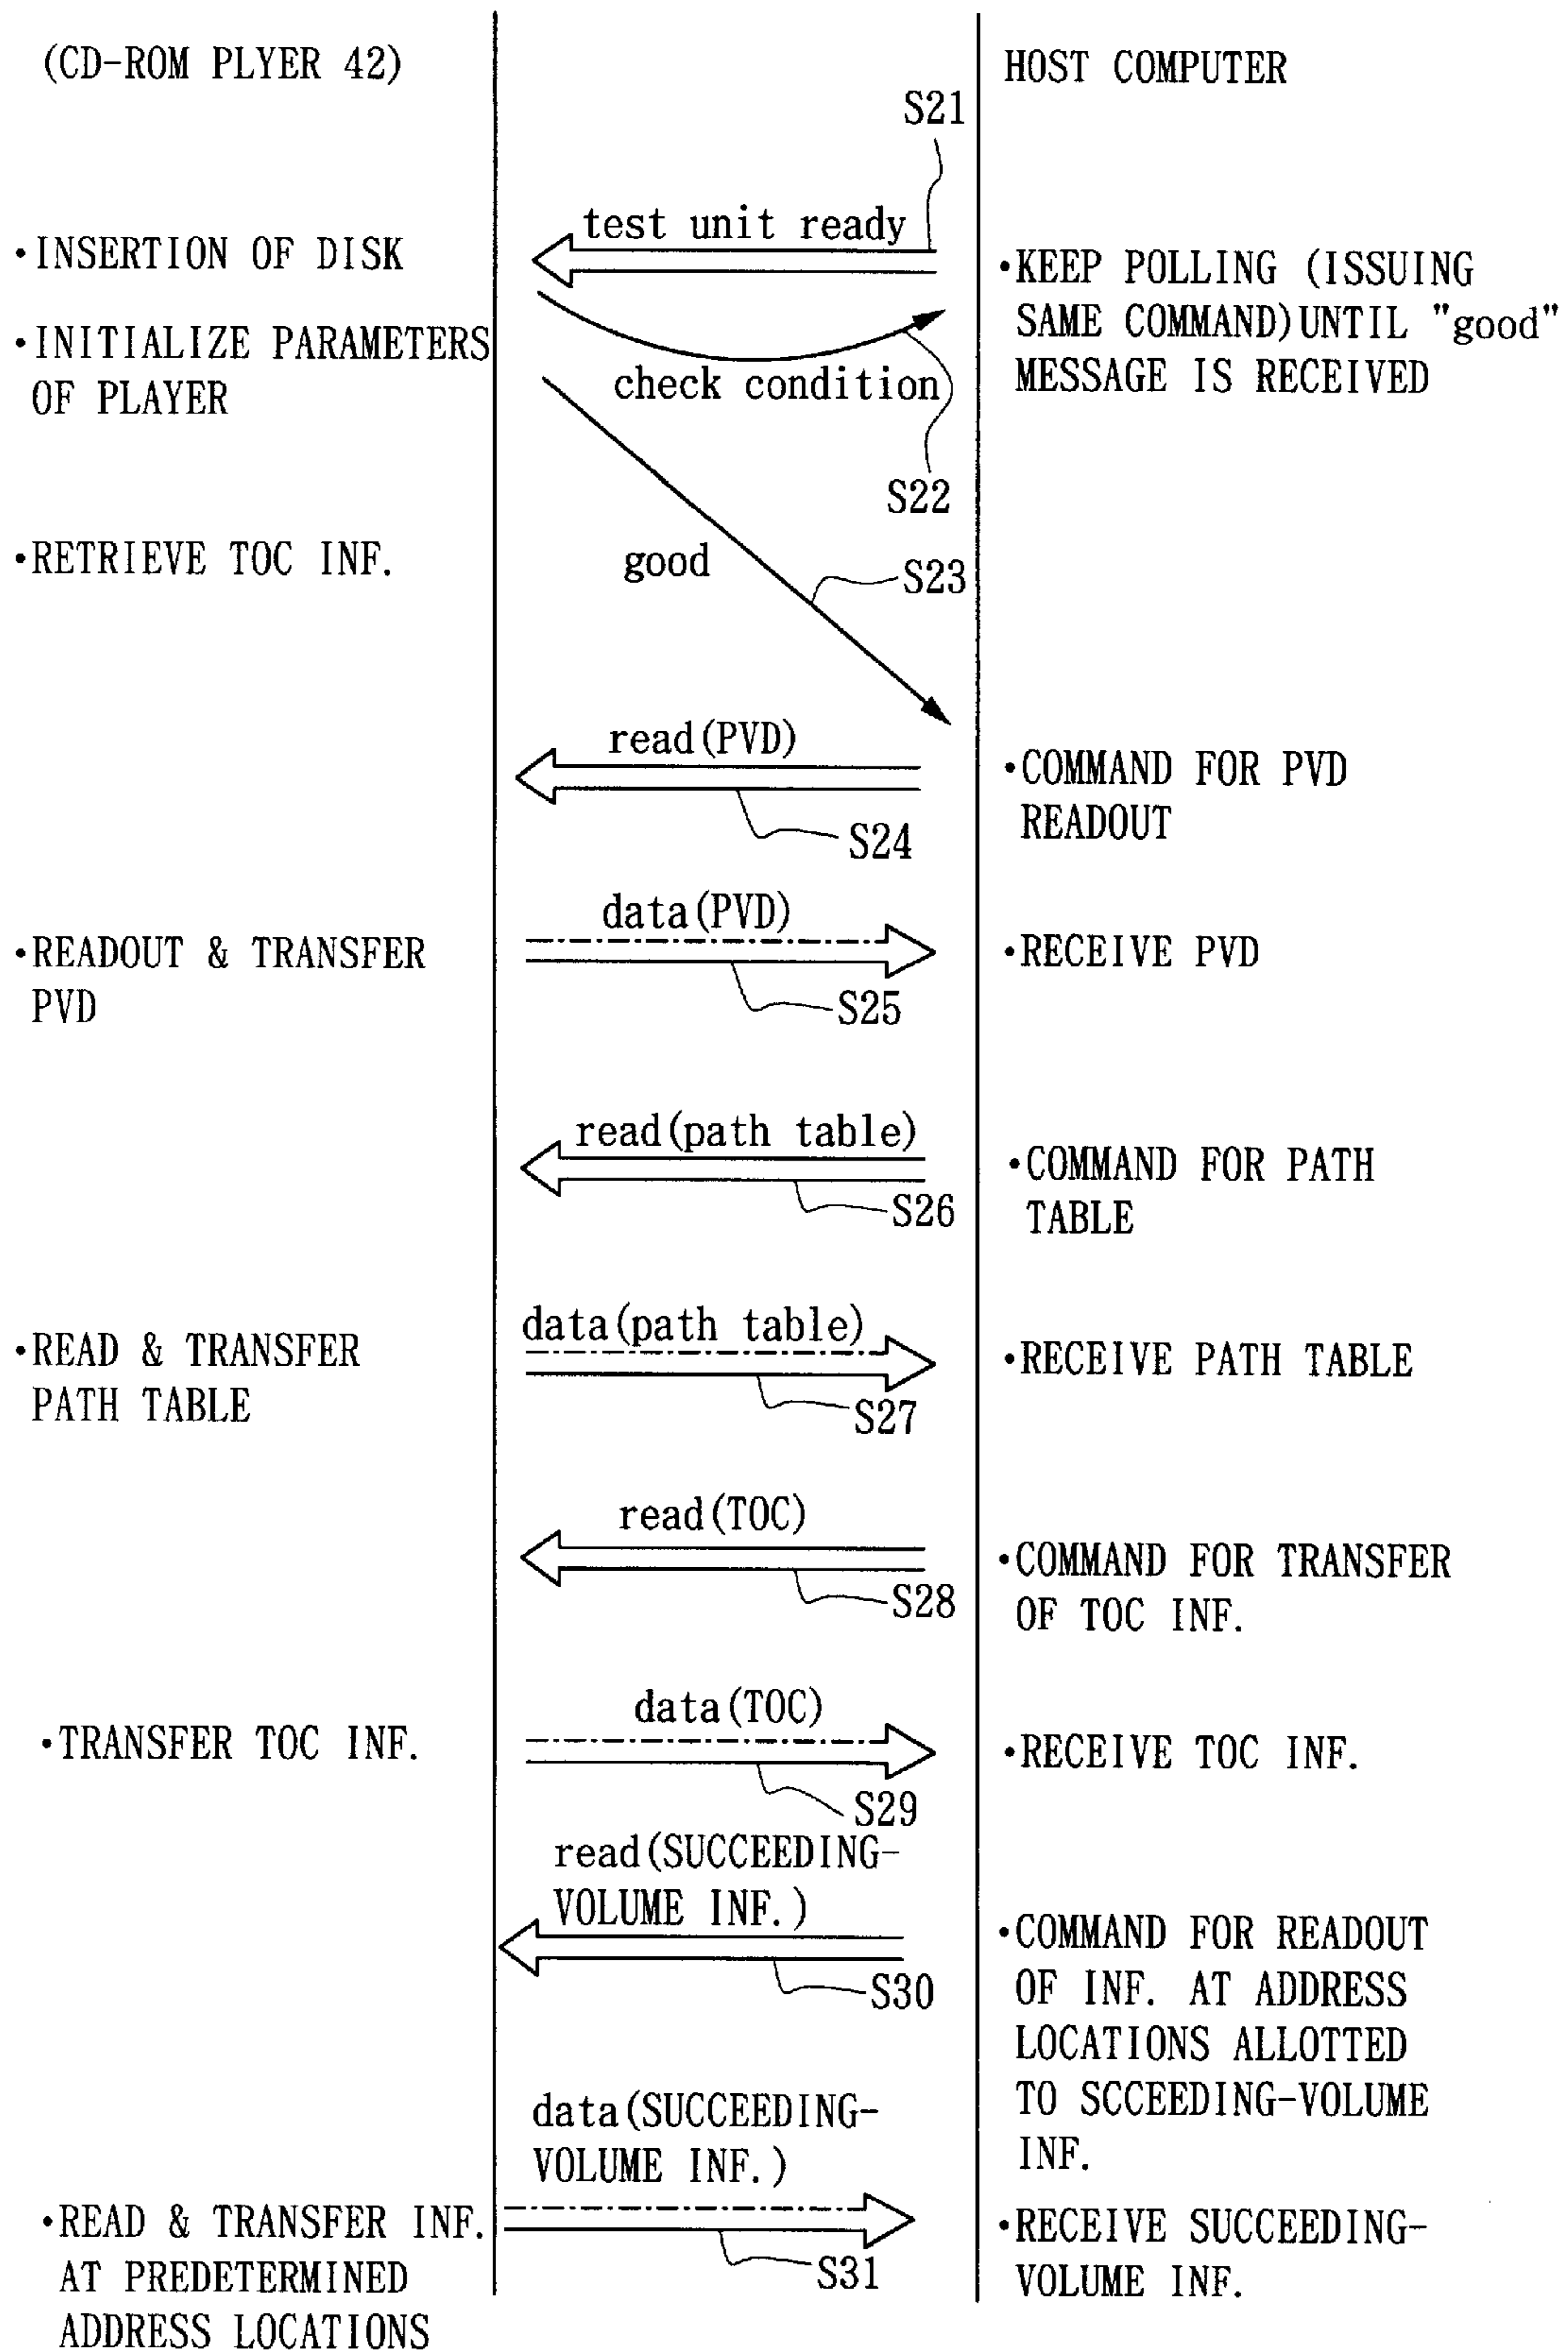 (CD-ROM PLYER 42)
HOST COMPUTER
S21
test unit ready
·INSERTION OF DISK
·KEEP POLLING (ISSUING
SAME COMMAND)UNTIL "good"
MESSAGE IS RECEIVED
·INITIALIZE PARAMETERS
OF PLAYER
check condition
S22
·RETRIEVE TOC INF.
good
S23
read(PVD)
·COMMAND FOR PVD
READOUT
S24
data(PVD)
·READOUT & TRANSFER
PVD
·RECEIVE PVD
S25
read(path table)
·COMMAND FOR PATH
TABLE
S26
data(path table)
·READ & TRANSFER
PATH TABLE
·RECEIVE PATH TABLE
S27
read(TOC)
·COMMAND FOR TRANSFER
OF TOC INF.
S28
data(TOC)
·TRANSFER TOC INF.
·RECEIVE TOC INF.
S29
read(SUCCEEDING-
VOLUME INF.)
·COMMAND FOR READOUT
OF INF. AT ADDRESS
LOCATIONS ALLOTTED
TO SCCEEDING-VOLUME
INF.
S30
data(SUCCEEDING-
VOLUME INF.)
·READ & TRANSFER INF.
AT PREDETERMINED
ADDRESS LOCATIONS
·RECEIVE SUCCEEDING-
VOLUME INF.
S31